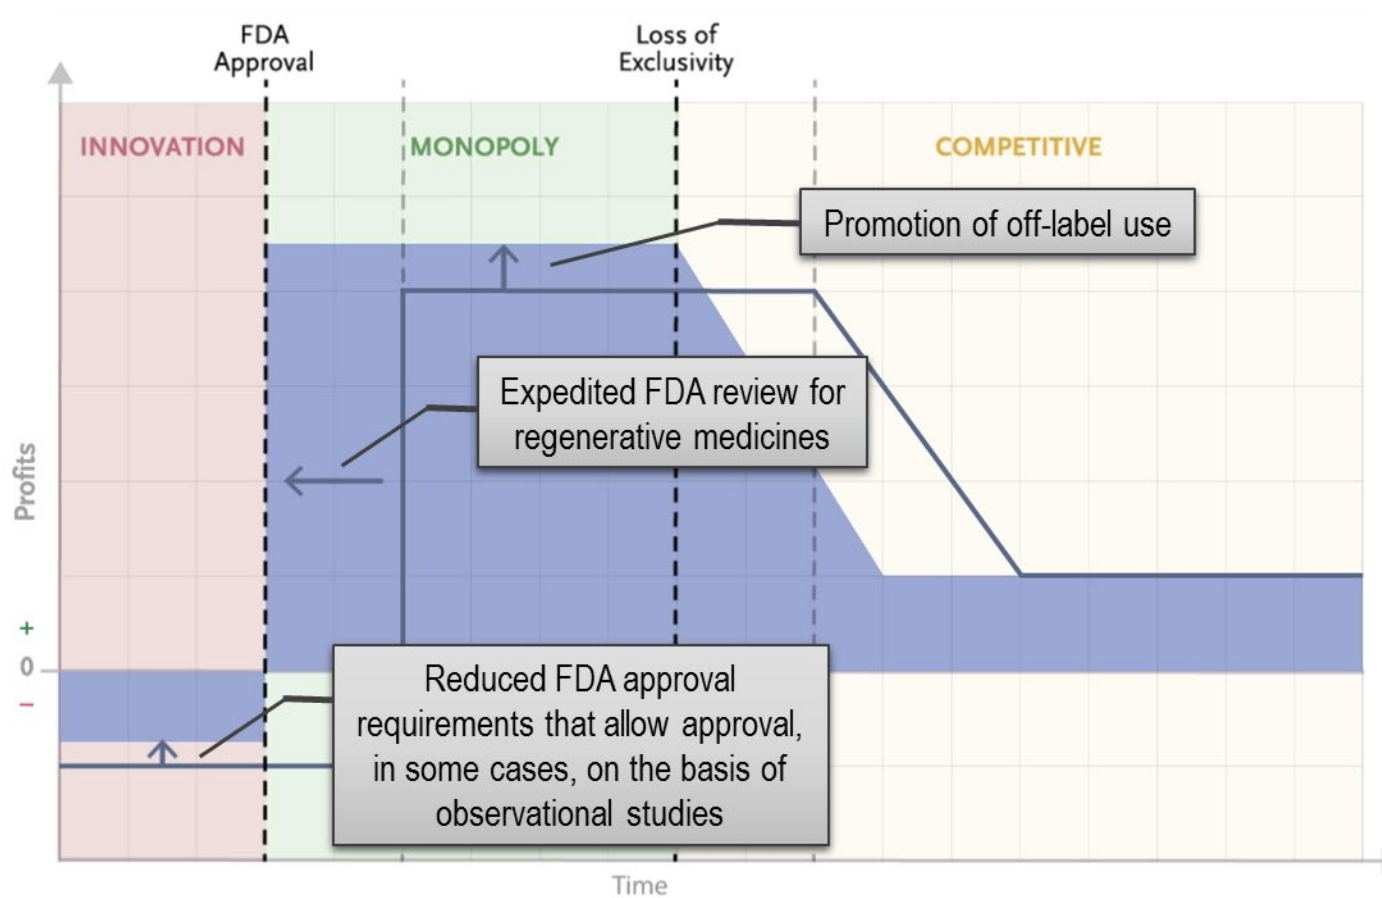 FDA
Approval
Loss of
Exclusivity
INNOVATION
MONOPOLY
COMPETITIVE
Promotion of off-label use
Expedited FDA review for
regenerative medicines
Profits
+
0
–
Reduced FDA approval
requirements that allow approval,
in some cases, on the basis of
observational studies
Time